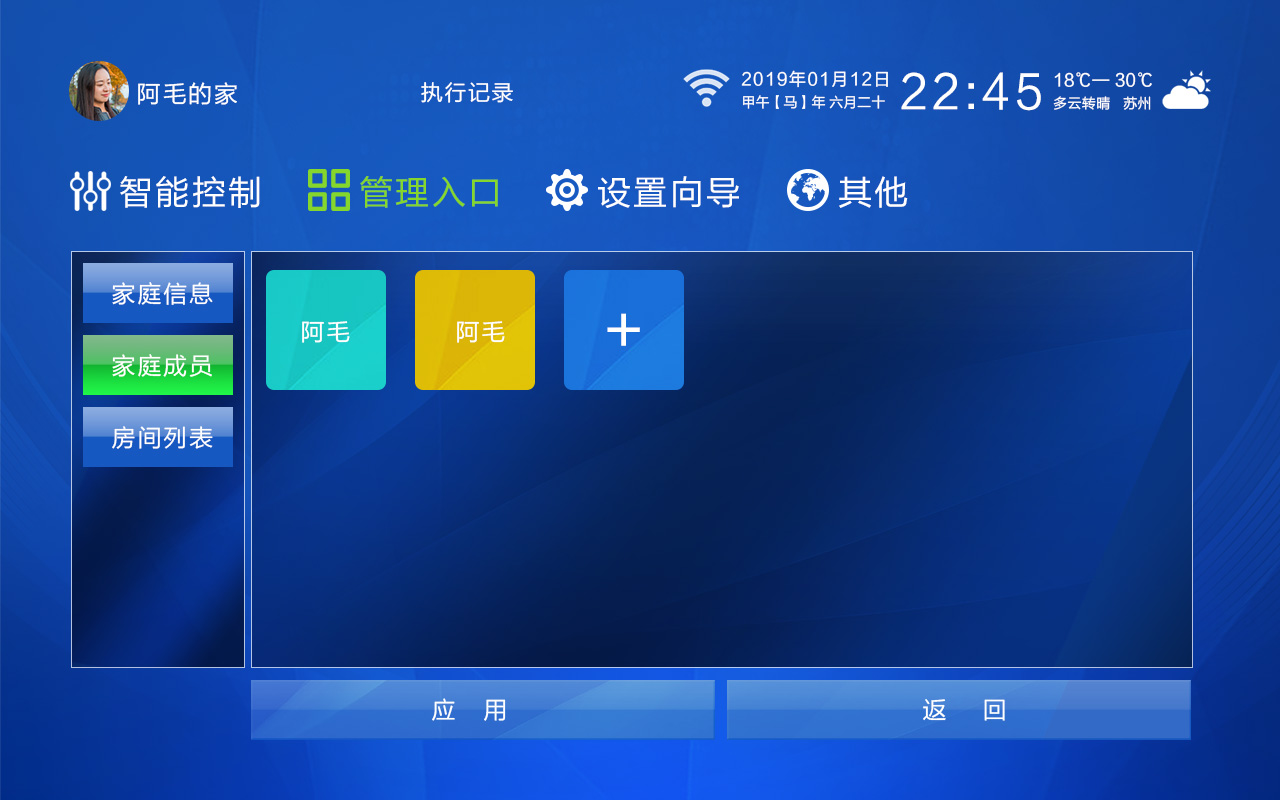 阿毛的家
执行记录
2019年01月12日
甲午【马】年 六月二十
22:45
18℃— 30℃
多云转晴 苏州
智能控制
管理入口
设置向导
其他
家庭信息
家庭成员
房间列表
阿毛
阿毛
应 用
返 回